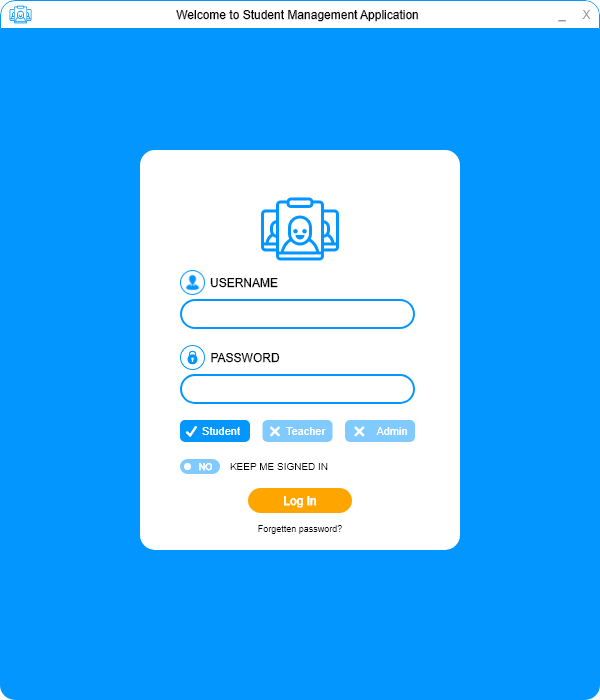 Welcome to Student Management Application
_ X
USERNAME
PASSWORD
Student Teacher Admin
NO KEEP ME SIGNED IN
Log In
Forgetten password?